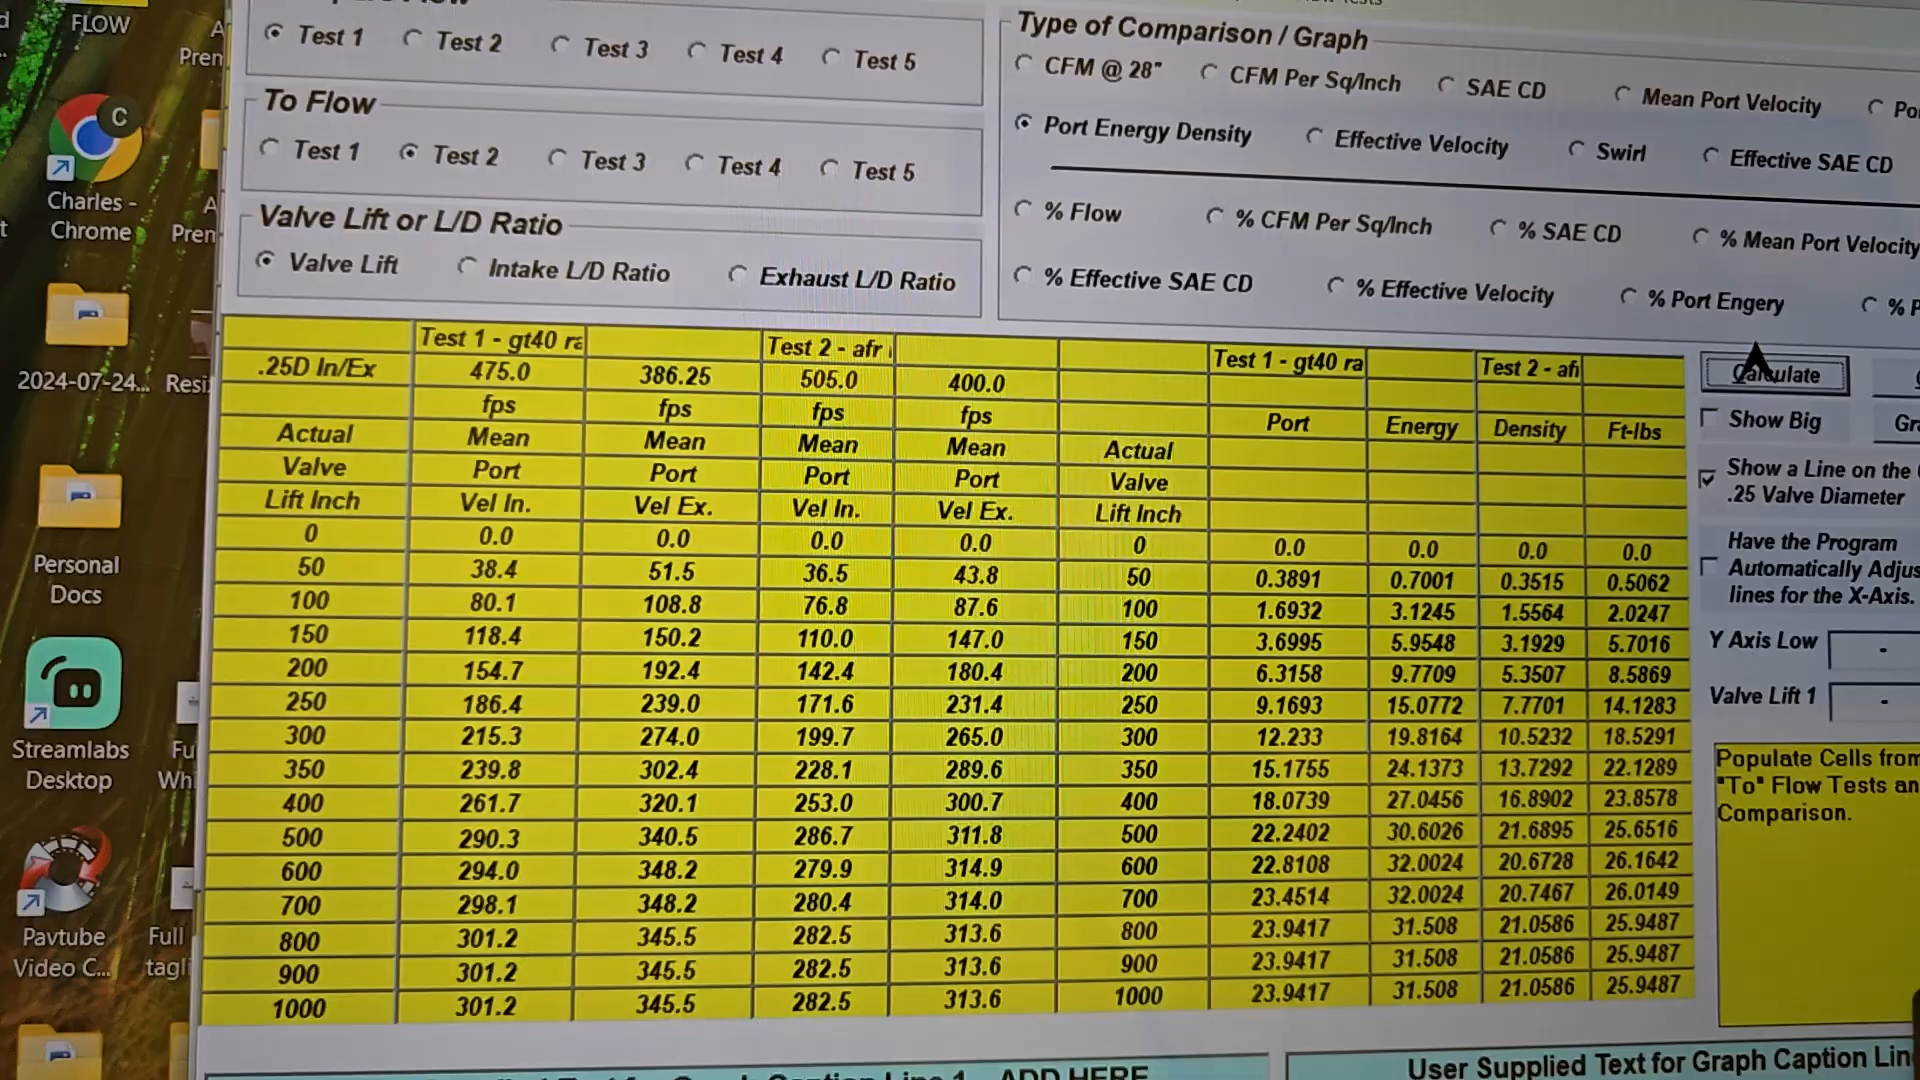 FLOW
Pren
Charles -
Chrome
Pren
2024-07-24...
Personal
Docs
Streamlabs
Desktop
Pavtube
Video C...
Full
tagli
Test 1 Test 2 Test 3 Test 4 Test 5
To Flow
Test 1 Test 2 Test 3 Test 4 Test 5
Valve Lift or L/D Ratio
Valve Lift Intake L/D Ratio Exhaust L/D Ratio
Type of Comparison / Graph
CFM @ 28" CFM Per Sq/Inch SAE CD Mean Port Velocity
Port Energy Density Effective Velocity Swirl Effective SAE CD
% Flow % CFM Per Sq/Inch % SAE CD % Mean Port Velocity
% Effective SAE CD % Effective Velocity % Port Engery
Test 1 - gt40 ra Test 2 - afr Test 1 - gt40 ra Test 2 - afr
.25D In/Ex 475.0 386.25 505.0 400.0
fps fps fps fps Port Energy Density Ft-lbs
Actual Mean Mean Mean Mean Actual
Valve Port Port Port Port Valve
Lift Inch Vel In. Vel Ex. Vel In. Vel Ex. Lift Inch
0 0.0 0.0 0.0 0.0 0 0.0 0.0 0.0 0.0
50 38.4 51.5 36.5 43.8 50 0.3891 0.7001 0.3515 0.5062
100 80.1 108.8 76.8 87.6 100 1.6932 3.1245 1.5564 2.0247
150 118.4 150.2 110.0 147.0 150 3.6995 5.9548 3.1929 5.7016
200 154.7 192.4 142.4 180.4 200 6.3158 9.7709 5.3507 8.5869
250 186.4 239.0 171.6 231.4 250 9.1693 15.0772 7.7701 14.1283
300 215.3 274.0 199.7 265.0 300 12.233 19.8164 10.5232 18.5291
350 239.8 302.4 228.1 289.6 350 15.1755 24.1373 13.7292 22.1289
400 261.7 320.1 253.0 300.7 400 18.0739 27.0456 16.8902 23.8578
500 290.3 340.5 286.7 311.8 500 22.2402 30.6026 21.6895 25.6516
600 294.0 348.2 279.9 314.9 600 22.8108 32.0024 20.6728 26.1642
700 298.1 348.2 280.4 314.0 700 23.4514 32.0024 20.7467 26.0149
800 301.2 345.5 282.5 313.6 800 23.9417 31.508 21.0586 25.9487
900 301.2 345.5 282.5 313.6 900 23.9417 31.508 21.0586 25.9487
1000 301.2 345.5 282.5 313.6 1000 23.9417 31.508 21.0586 25.9487
Calculate
Show Big
Show a Line on the
.25 Valve Diameter
Have the Program
Automatically Adjus
lines for the X-Axis.
Y Axis Low -
Valve Lift 1 -
Populate Cells from
"To" Flow Tests an
Comparison.
ADD HERE
User Supplied Text for Graph Caption Lin